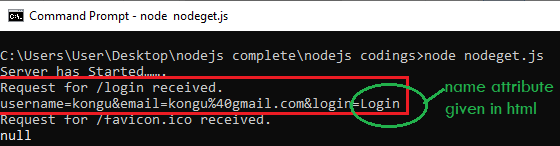 Command Prompt - node nodeget.js
C:\Users\User\Desktop\nodejs complete\nodejs codings>node nodeget.js
Server has Started…….
Request for /login received.
username=kongu&email=kongu%40gmail.com&login=Login
name attribute
given in html
Request for /favicon.ico received.
null